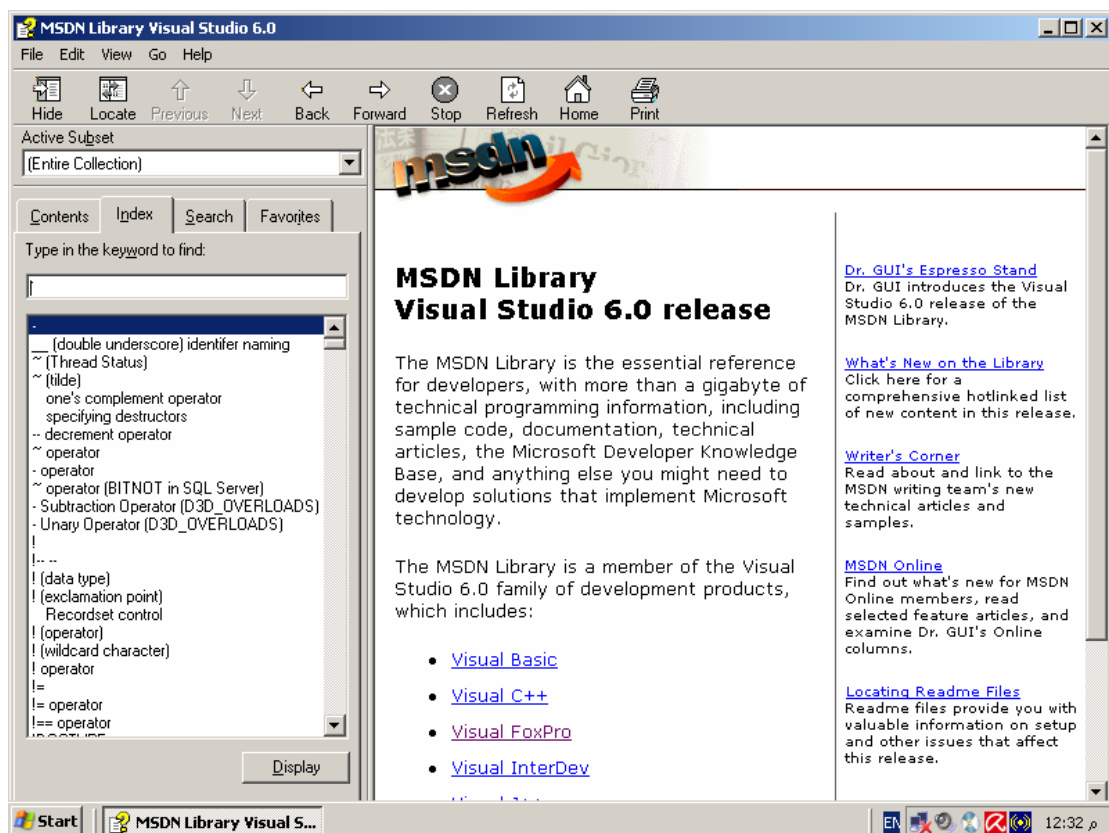 MSDN Library Visual Studio 6.0
File Edit View Go Help
Hide Locate Previous Next Back Forward Stop Refresh Home Print
Active Subset
(Entire Collection)
Contents Index Search Favorites
Type in the keyword to find:
-
__ (double underscore) identifer naming
~ (Thread Status)
~ (tilde)
one's complement operator
specifying destructors
-- decrement operator
~ operator
- operator
~ operator (BITNOT in SQL Server)
- Subtraction Operator (D3D_OVERLOADS)
- Unary Operator (D3D_OVERLOADS)
!
!-- --
! (data type)
! (exclamation point)
Recordset control
! (operator)
! (wildcard character)
! operator
!=
!= operator
!== operator
Display
msdn
MSDN Library
Visual Studio 6.0 release
The MSDN Library is the essential reference
for developers, with more than a gigabyte of
technical programming information, including
sample code, documentation, technical
articles, the Microsoft Developer Knowledge
Base, and anything else you might need to
develop solutions that implement Microsoft
technology.
The MSDN Library is a member of the Visual
Studio 6.0 family of development products,
which includes:
• Visual Basic
• Visual C++
• Visual FoxPro
• Visual InterDev
Dr. GUI's Espresso Stand
Dr. GUI introduces the Visual
Studio 6.0 release of the
MSDN Library.
What's New on the Library
Click here for a
comprehensive hotlinked list
of new content in this release.
Writer's Corner
Read about and link to the
MSDN writing team's new
technical articles and
samples.
MSDN Online
Find out what's new for MSDN
Online members, read
selected feature articles, and
examine Dr. GUI's Online
columns.
Locating Readme Files
Readme files provide you with
valuable information on setup
and other issues that affect
this release.
Start MSDN Library Visual S... EN 12:32 م